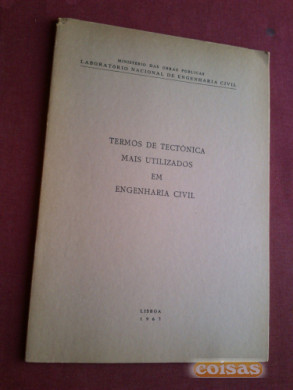 MINISTÉRIO DAS OBRAS PÚBLICAS
LABORATÓRIO NACIONAL DE ENGENHARIA CIVIL
TERMOS DE TECTÓNICA
MAIS UTILIZADOS
EM
ENGENHARIA CIVIL
LISBOA
1967
coisas